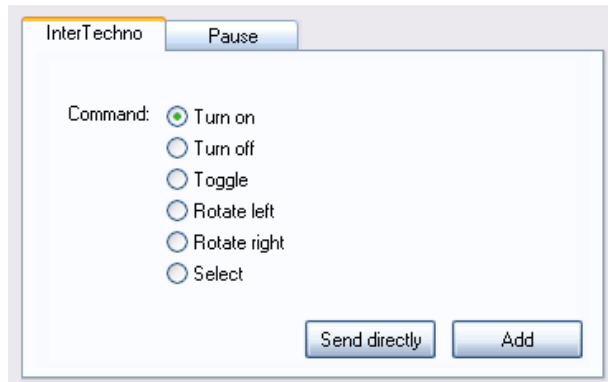 InterTechno Pause
Command: Turn on
Turn off
Toggle
Rotate left
Rotate right
Select
Send directly Add